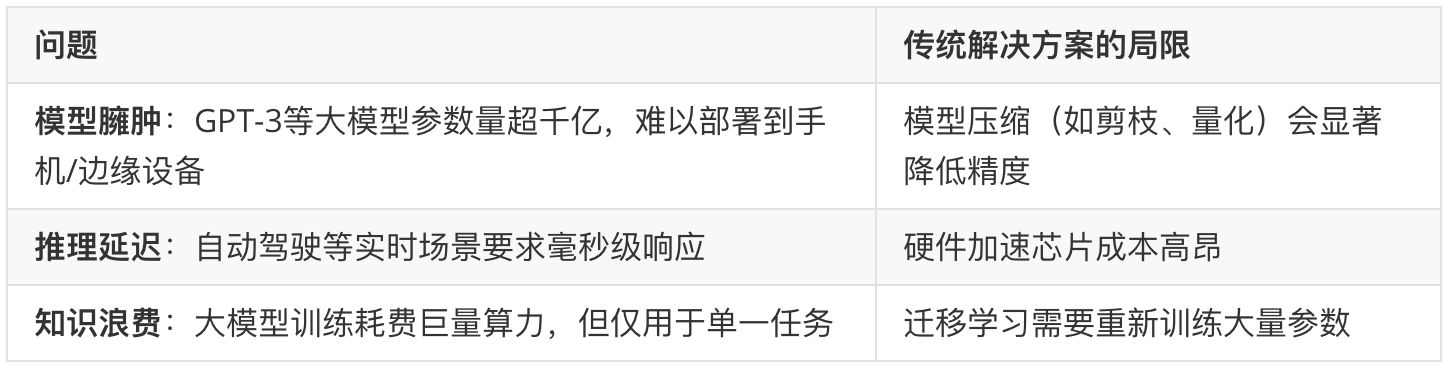 问题
传统解决方案的局限
模型臃肿：GPT-3等大模型参数量超千亿，难以部署到手
机/边缘设备
模型压缩（如剪枝、量化）会显著
降低精度
推理延迟：自动驾驶等实时场景要求毫秒级响应
硬件加速芯片成本高昂
知识浪费：大模型训练耗费巨量算力，但仅用于单一任务
迁移学习需要重新训练大量参数